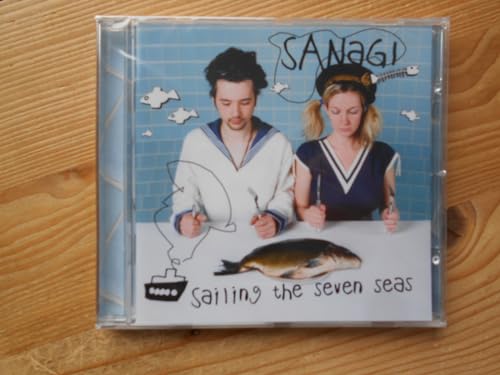 SANAGI
sailing the seven seas